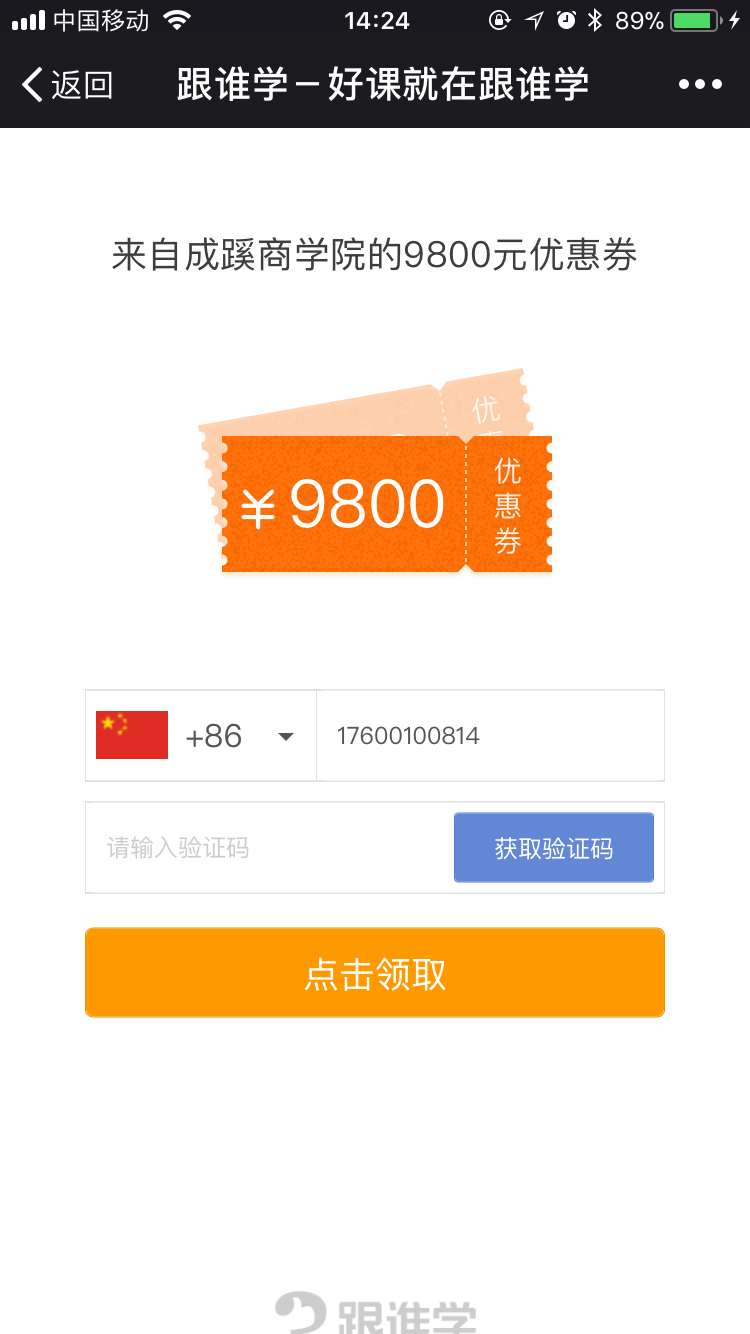 中国移动 14:24 89%
返回 跟谁学－好课就在跟谁学
来自成蹊商学院的9800元优惠券
优惠
¥9800 优惠券
+86 17600100814
请输入验证码 获取验证码
点击领取
跟谁学